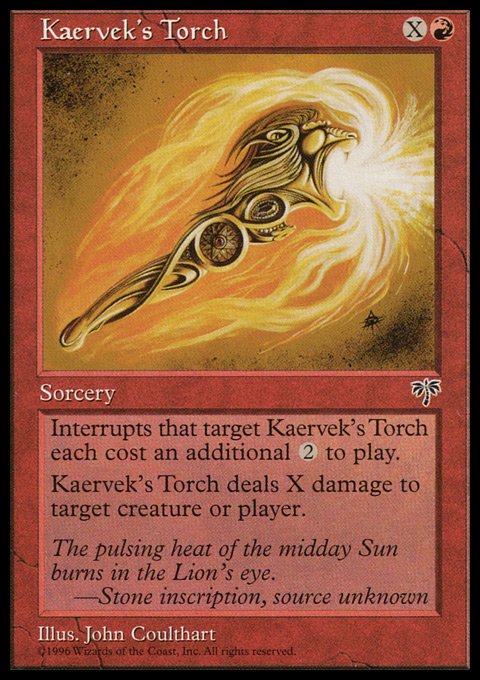 Kaervek's Torch X
Sorcery
Interrupts that target Kaervek's Torch
each cost an additional 2 to play.
Kaervek's Torch deals X damage to
target creature or player.
The pulsing heat of the midday Sun
burns in the Lion's eye.
—Stone inscription, source unknown
Illus. John Coulthart
©1996 Wizards of the Coast, Inc. All rights reserved.